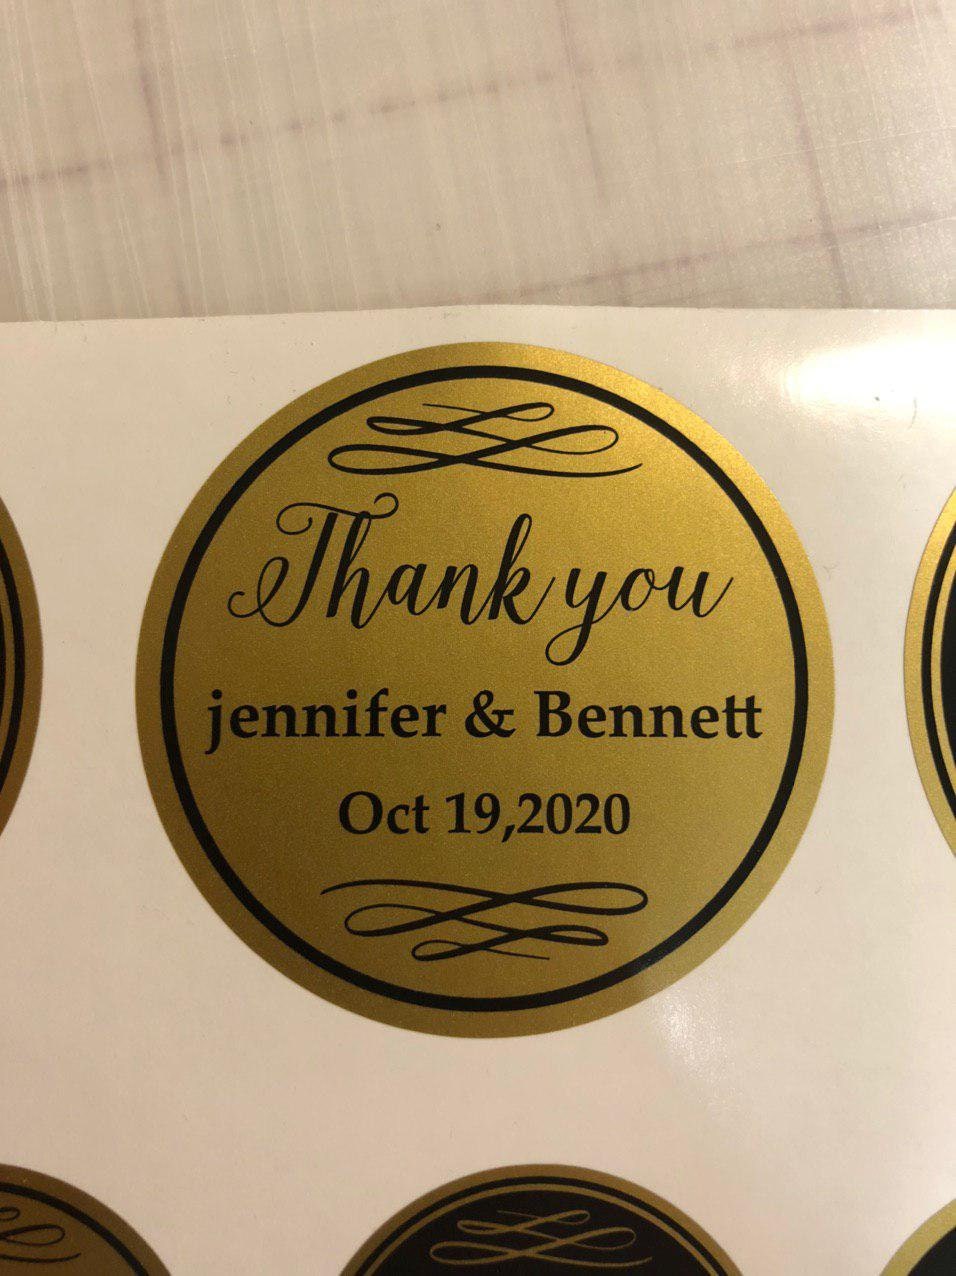 Thank you
jennifer & Bennett
Oct 19,2020